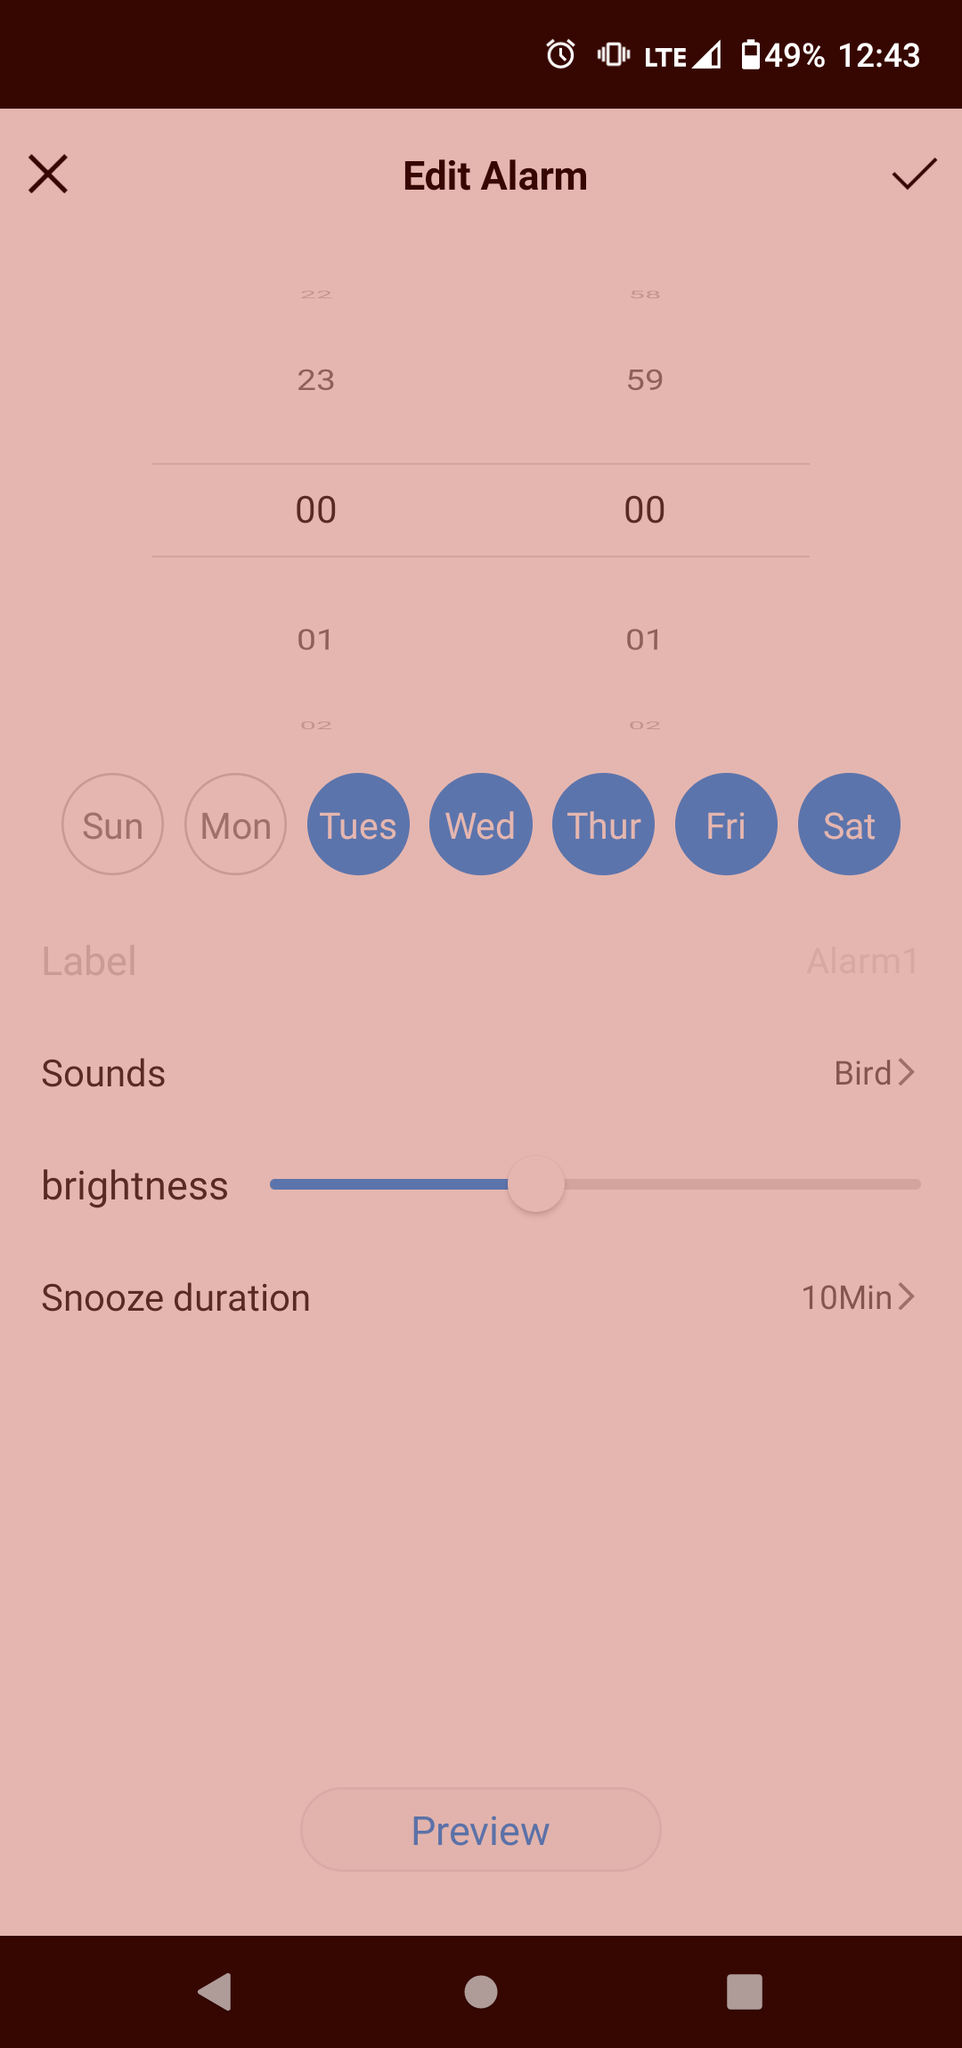 LTE 49% 12:43
Edit Alarm
22 58
23 59
00 00
01 01
02 02
Sun Mon Tues Wed Thur Fri Sat
Label Alarm1
Sounds Bird
brightness
Snooze duration 10Min
Preview